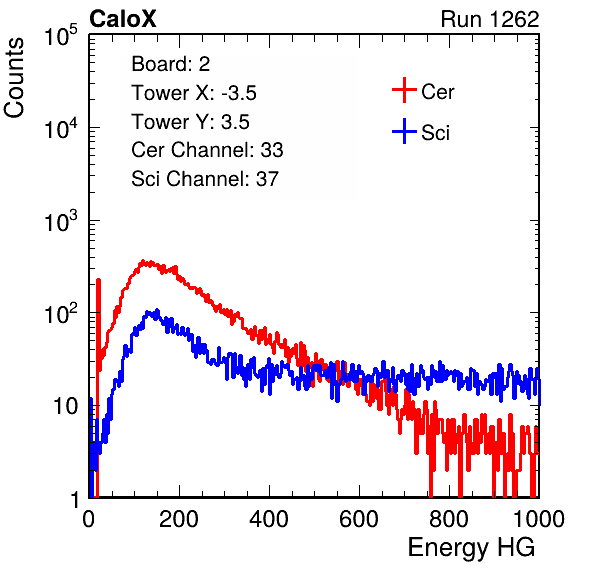 CaloX Run 1262
Counts
10^5
10^4
10^3
10^2
10
1
Board: 2
Tower X: -3.5
Tower Y: 3.5
Cer Channel: 33
Sci Channel: 37
Cer
Sci
0 200 400 600 800 1000
Energy HG